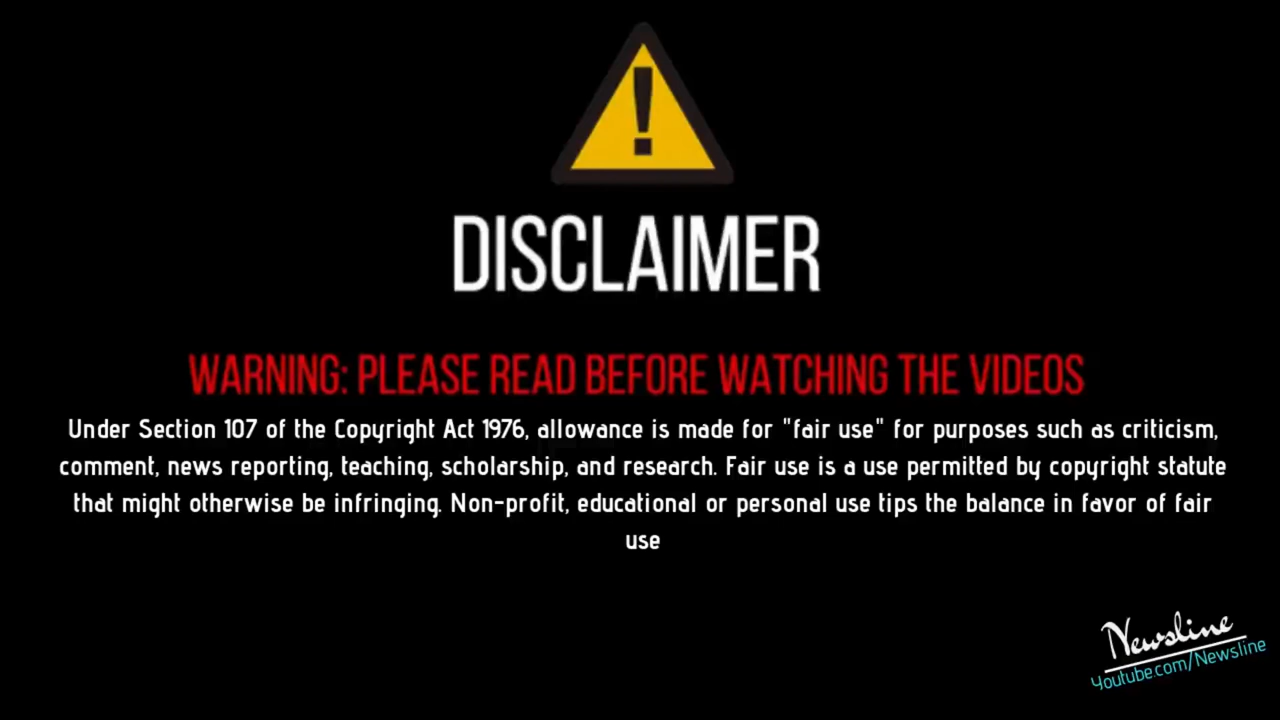 DISCLAIMER
WARNING: PLEASE READ BEFORE WATCHING THE VIDEOS
Under Section 107 of the Copyright Act 1976, allowance is made for "fair use" for purposes such as criticism,
comment, news reporting, teaching, scholarship, and research. Fair use is a use permitted by copyright statute
that might otherwise be infringing. Non-profit, educational or personal use tips the balance in favor of fair
use
Newsline
Youtube.com/Newsline